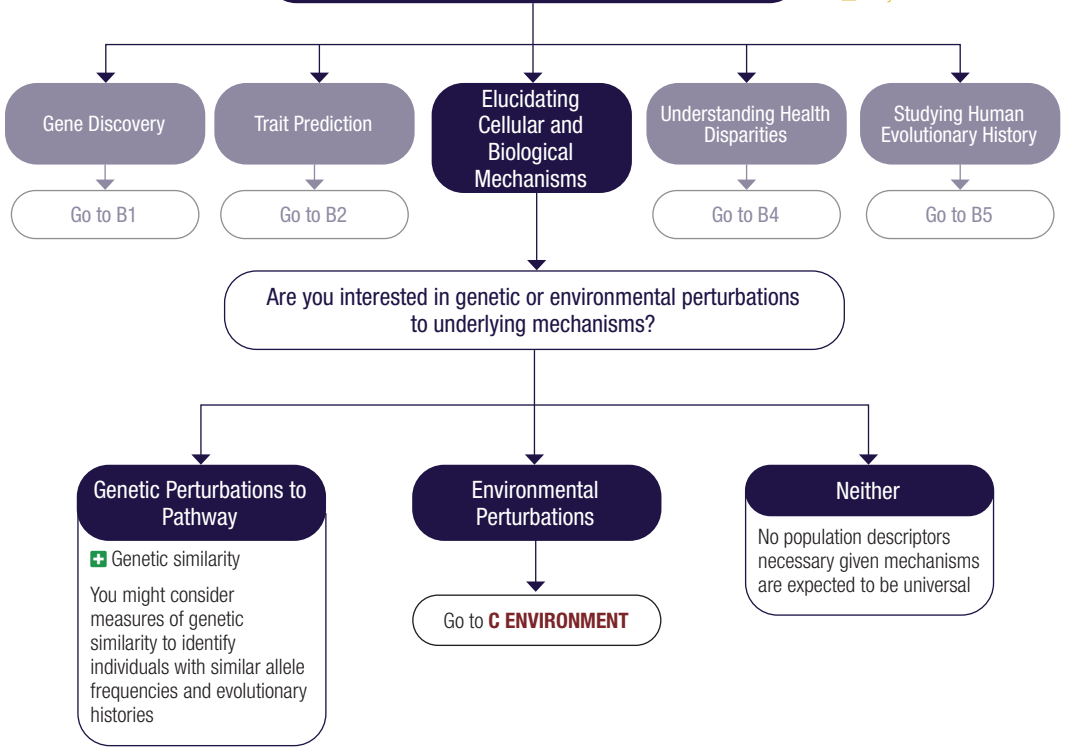 Gene Discovery
Trait Prediction
Elucidating
Cellular and
Biological
Mechanisms
Understanding Health
Disparities
Studying Human
Evolutionary History
Go to B1
Go to B2
Go to B4
Go to B5
Are you interested in genetic or environmental perturbations
to underlying mechanisms?
Genetic Perturbations to
Pathway
Genetic similarity
You might consider
measures of genetic
similarity to identify
individuals with similar allele
frequencies and evolutionary
histories
Environmental
Perturbations
Go to C ENVIRONMENT
Neither
No population descriptors
necessary given mechanisms
are expected to be universal